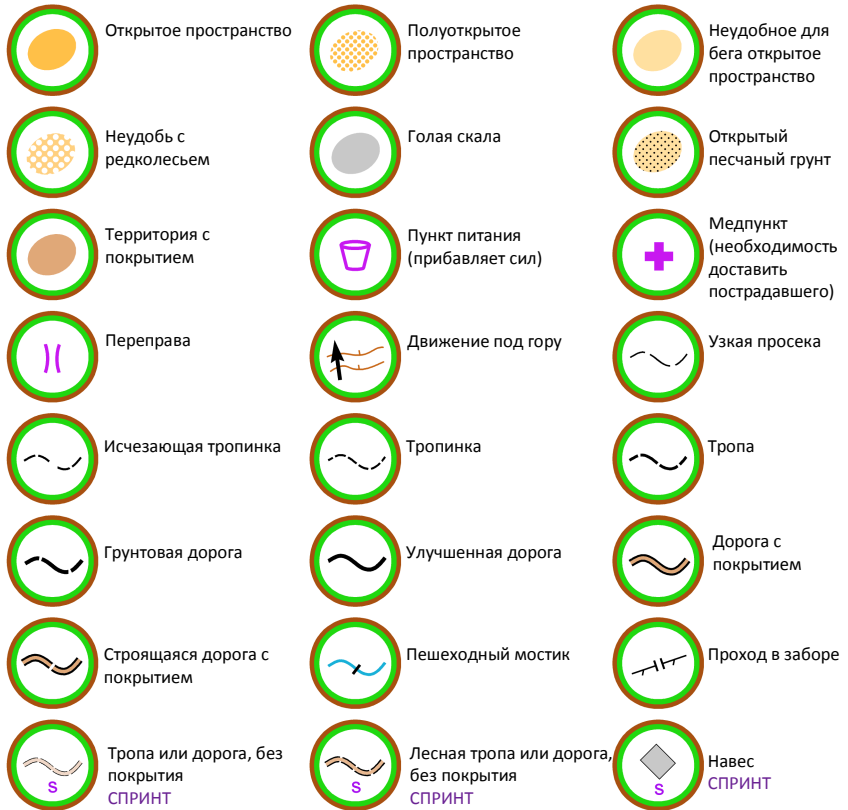 Открытое пространство
Полуоткрытое
пространство
Неудобное для
бега открытое
пространство
Неудобь с
редколесьем
Голая скала
Открытый
песчаный грунт
Территория с
покрытием
Пункт питания
(прибавляет сил)
Медпункт
(необходимость
доставить
пострадавшего)
Переправа
Движение под гору
Узкая просека
Исчезающая тропинка
Тропинка
Тропа
Грунтовая дорога
Улучшенная дорога
Дорога с
покрытием
Строящаяся дорога с
покрытием
Пешеходный мостик
Проход в заборе
S
Тропа или дорога, без
покрытия
СПРИНТ
S
Лесная тропа или дорога,
без покрытия
СПРИНТ
S
Навес
СПРИНТ